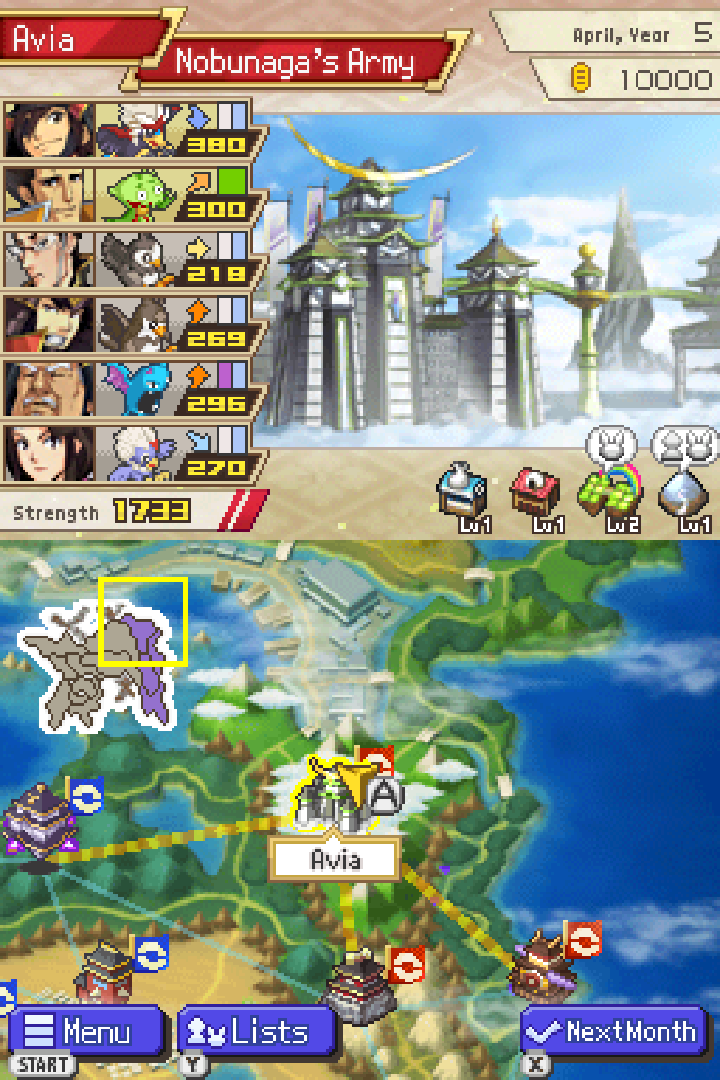 Avia
Nobunaga's Army
April, Year 5
10000
380
300
218
269
296
270
Strength 1733
Lv1
Lv1
Lv2
Lv1
A
Avia
Menu
Lists
NextMonth
START
Y
X